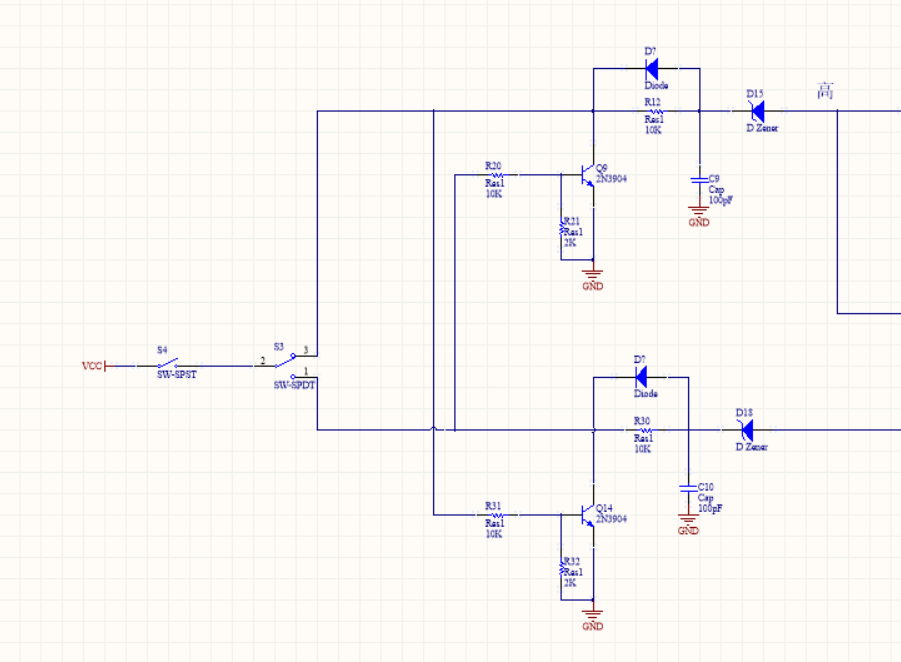 D?
Diode
R12
Res1
10K
D15
D Zener
高
Q9
2N3904
R20
Res1
10K
C9
Cap
100pF
GND
R21
Res1
2K
GND
S4
SW-SPST
VCC
S3
SW-SPDT
2
3
1
D?
Diode
R30
Res1
10K
D18
D Zener
C10
Cap
100pF
GND
R31
Res1
10K
Q14
2N3904
R32
Res1
2K
GND